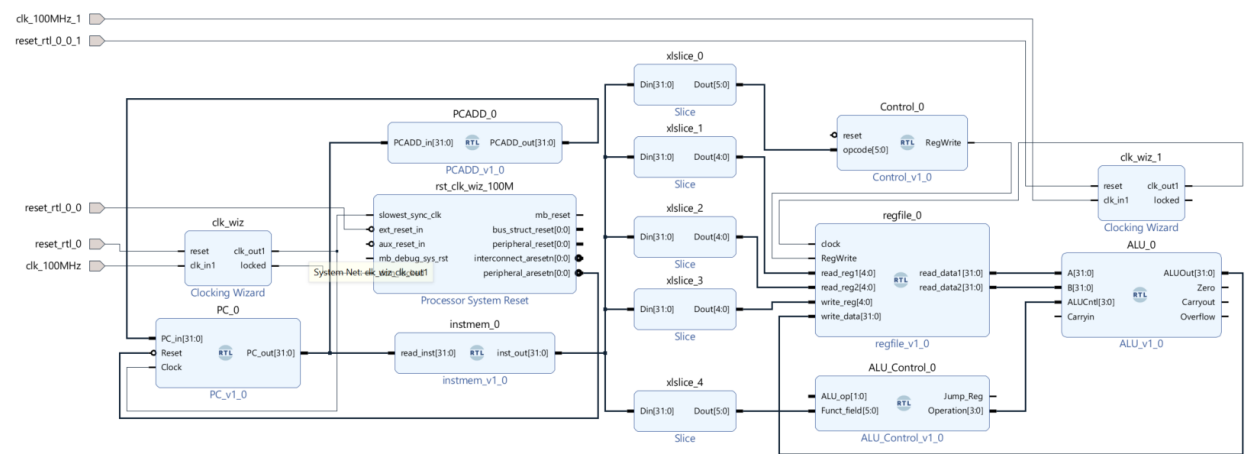 clk_100MHz_1
reset_rtl_0_0_1
reset_rtl_0_0
reset_rtl_0
clk_100MHz
clk_wiz
reset clk_out1
clk_in1 locked
Clocking Wizard
PC_0
PC_in[31:0]
Reset PC_out[31:0]
Clock
RTL
PC_v1_0
PCADD_0
PCADD_in[31:0] RTL PCADD_out[31:0]
PCADD_v1_0
rst_clk_wiz_100M
slowest_sync_clk mb_reset
ext_reset_in bus_struct_reset[0:0]
aux_reset_in peripheral_reset[0:0]
mb_debug_sys_rst interconnect_aresetn[0:0]
peripheral_aresetn[0:0]
System Net: clk_wiz_clk_out1
Processor System Reset
instmem_0
read_inst[31:0] RTL inst_out[31:0]
instmem_v1_0
xlslice_0
Din[31:0] Dout[5:0]
Slice
xlslice_1
Din[31:0] Dout[4:0]
Slice
xlslice_2
Din[31:0] Dout[4:0]
Slice
xlslice_3
Din[31:0] Dout[4:0]
Slice
xlslice_4
Din[31:0] Dout[5:0]
Slice
Control_0
reset
opcode[5:0] RTL RegWrite
Control_v1_0
regfile_0
clock
RegWrite
read_reg1[4:0] read_data1[31:0]
read_reg2[4:0] read_data2[31:0]
write_reg[4:0]
write_data[31:0]
RTL
regfile_v1_0
ALU_Control_0
ALU_op[1:0] Jump_Reg
Funct_field[5:0] Operation[3:0]
RTL
ALU_Control_v1_0
clk_wiz_1
reset clk_out1
clk_in1 locked
Clocking Wizard
ALU_0
A[31:0] ALUOut[31:0]
B[31:0] Zero
ALUCntl[3:0] Carryout
Carryin Overflow
RTL
ALU_v1_0